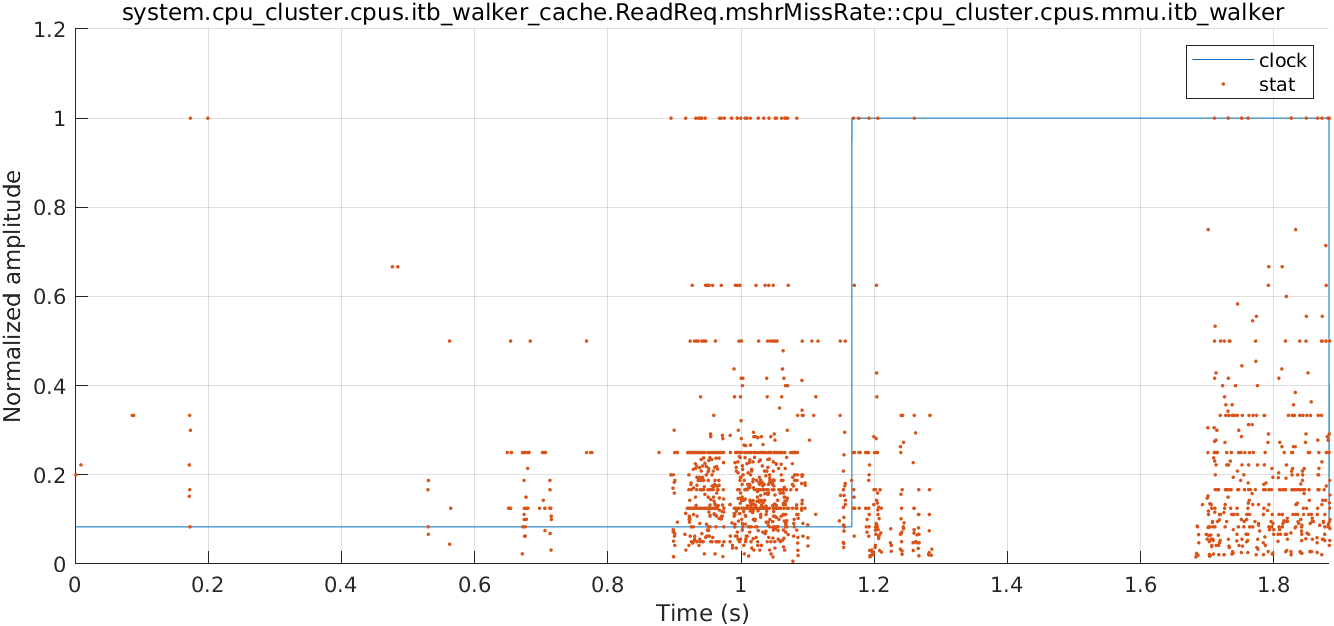 system.cpu_cluster.cpus.itb_walker_cache.ReadReq.mshrMissRate::cpu_cluster.cpus.mmu.itb_walker
1.2
1
0.8
0.6
0.4
0.2
0
Normalized amplitude
clock
stat
0 0.2 0.4 0.6 0.8 1 1.2 1.4 1.6 1.8
Time (s)